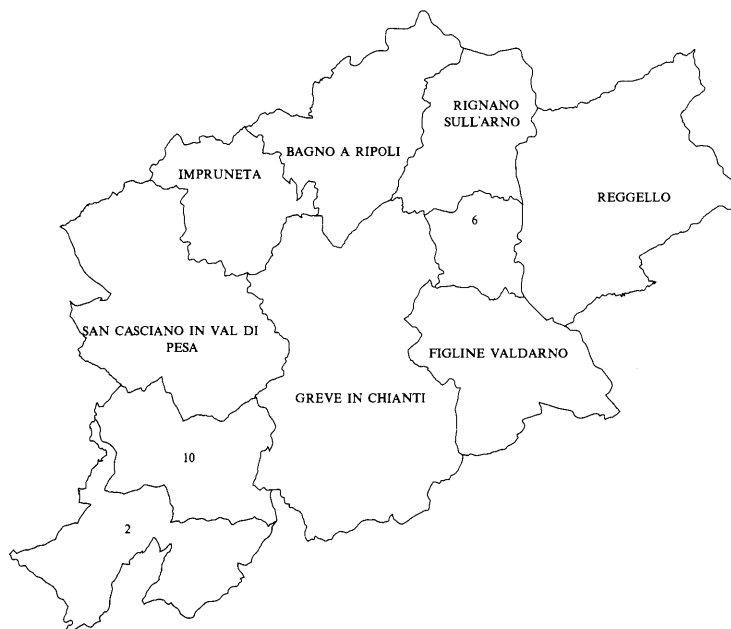 RIGNANO
SULL'ARNO
BAGNO A RIPOLI
IMPRUNETA
REGGELLO
6
SAN CASCIANO IN VAL DI
PESA
FIGLINE VALDARNO
GREVE IN CHIANTI
10
2